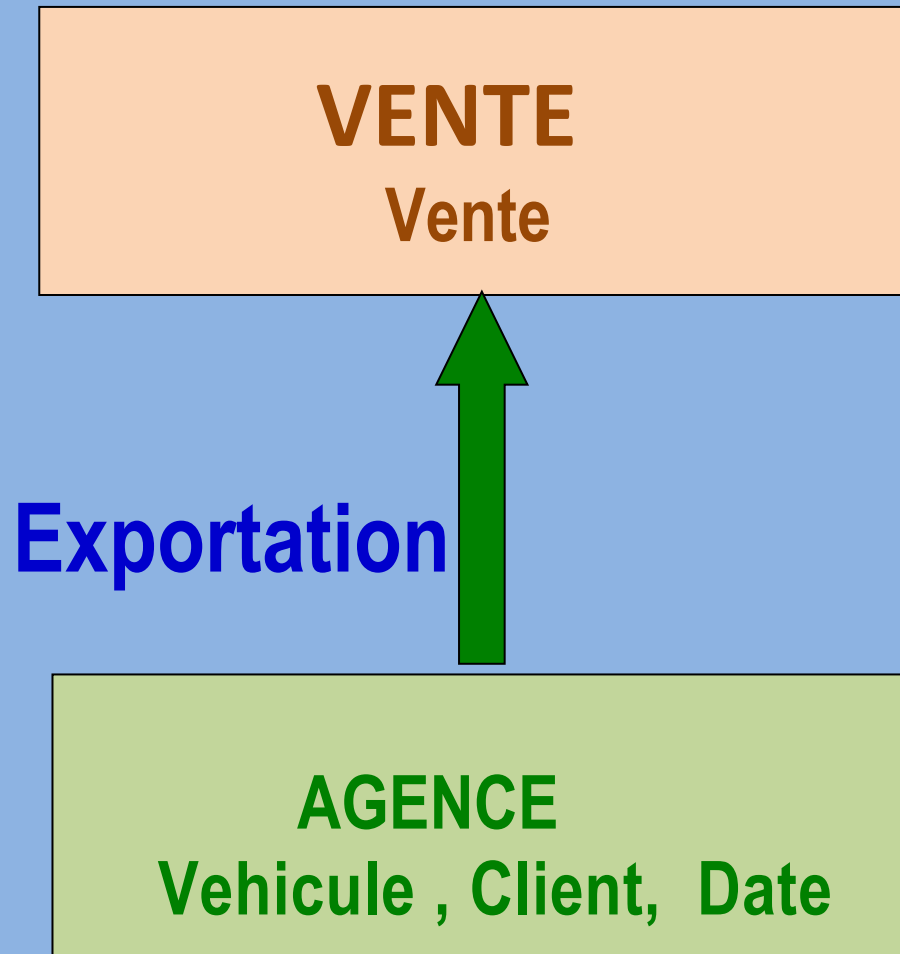 VENTE
Vente
Exportation
AGENCE
Vehicule , Client, Date